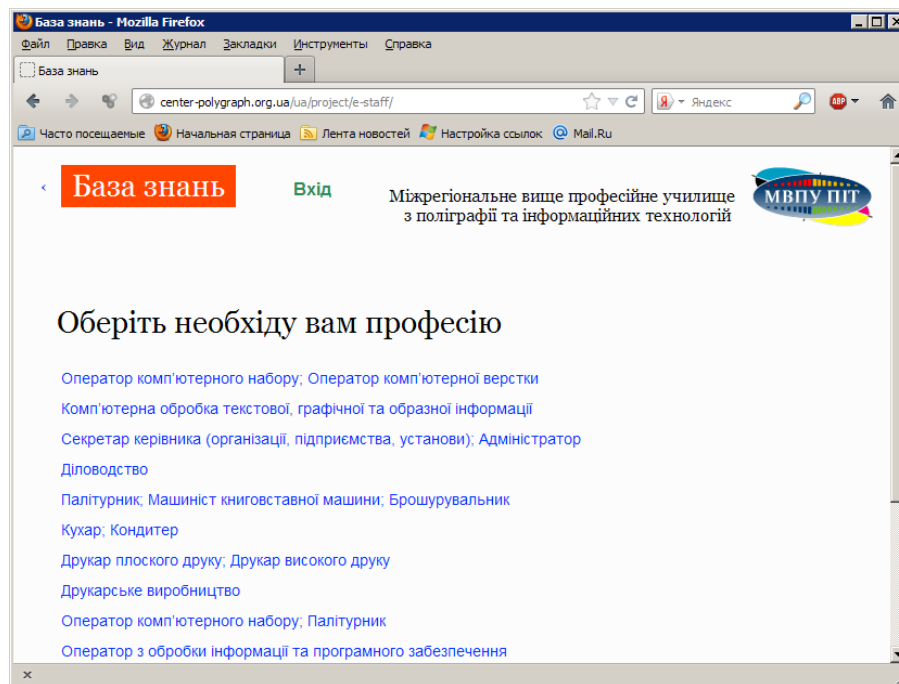 База знань - Mozilla Firefox
Файл Правка Вид Журнал Закладки Инструменты Справка
База знань +
center-polygraph.org.ua/ua/project/e-staff/ Яндекс ABP
Часто посещаемые Начальная страница Лента новостей Настройка ссылок Mail.Ru
‹ База знань Вхід
Міжрегіональне вище професійне училище
з поліграфії та інформаційних технологій
МВПУ ПІТ
Оберіть необхіду вам професію
Оператор комп'ютерного набору; Оператор комп'ютерної верстки
Комп'ютерна обробка текстової, графічної та образної інформації
Секретар керівника (організації, підприємства, установи); Адміністратор
Діловодство
Палітурник; Машиніст книговставної машини; Брошурувальник
Кухар; Кондитер
Друкар плоского друку; Друкар високого друку
Друкарське виробництво
Оператор комп'ютерного набору; Палітурник
Оператор з обробки інформації та програмного забезпечення